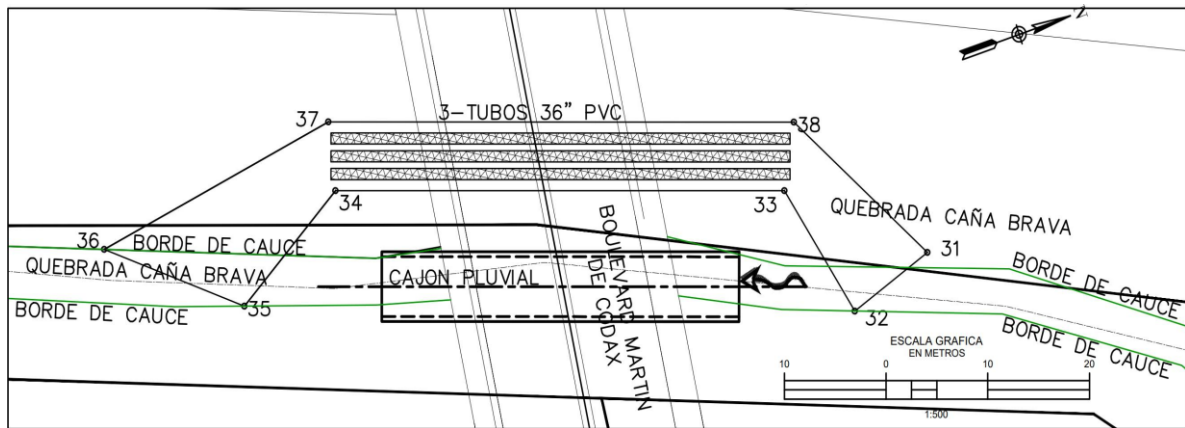 N
3-TUBOS 36” PVC
37
38
34
33
QUEBRADA CAÑA BRAVA
31
36
BORDE DE CAUCE
BOULEVARD MARTIN
DE CODAX
QUEBRADA CAÑA BRAVA
CAJON PLUVIAL
BORDE DE CAUCE
35
BORDE DE CAUCE
32
BORDE DE CAUCE
ESCALA GRAFICA
EN METROS
10 0 10 20
1:500